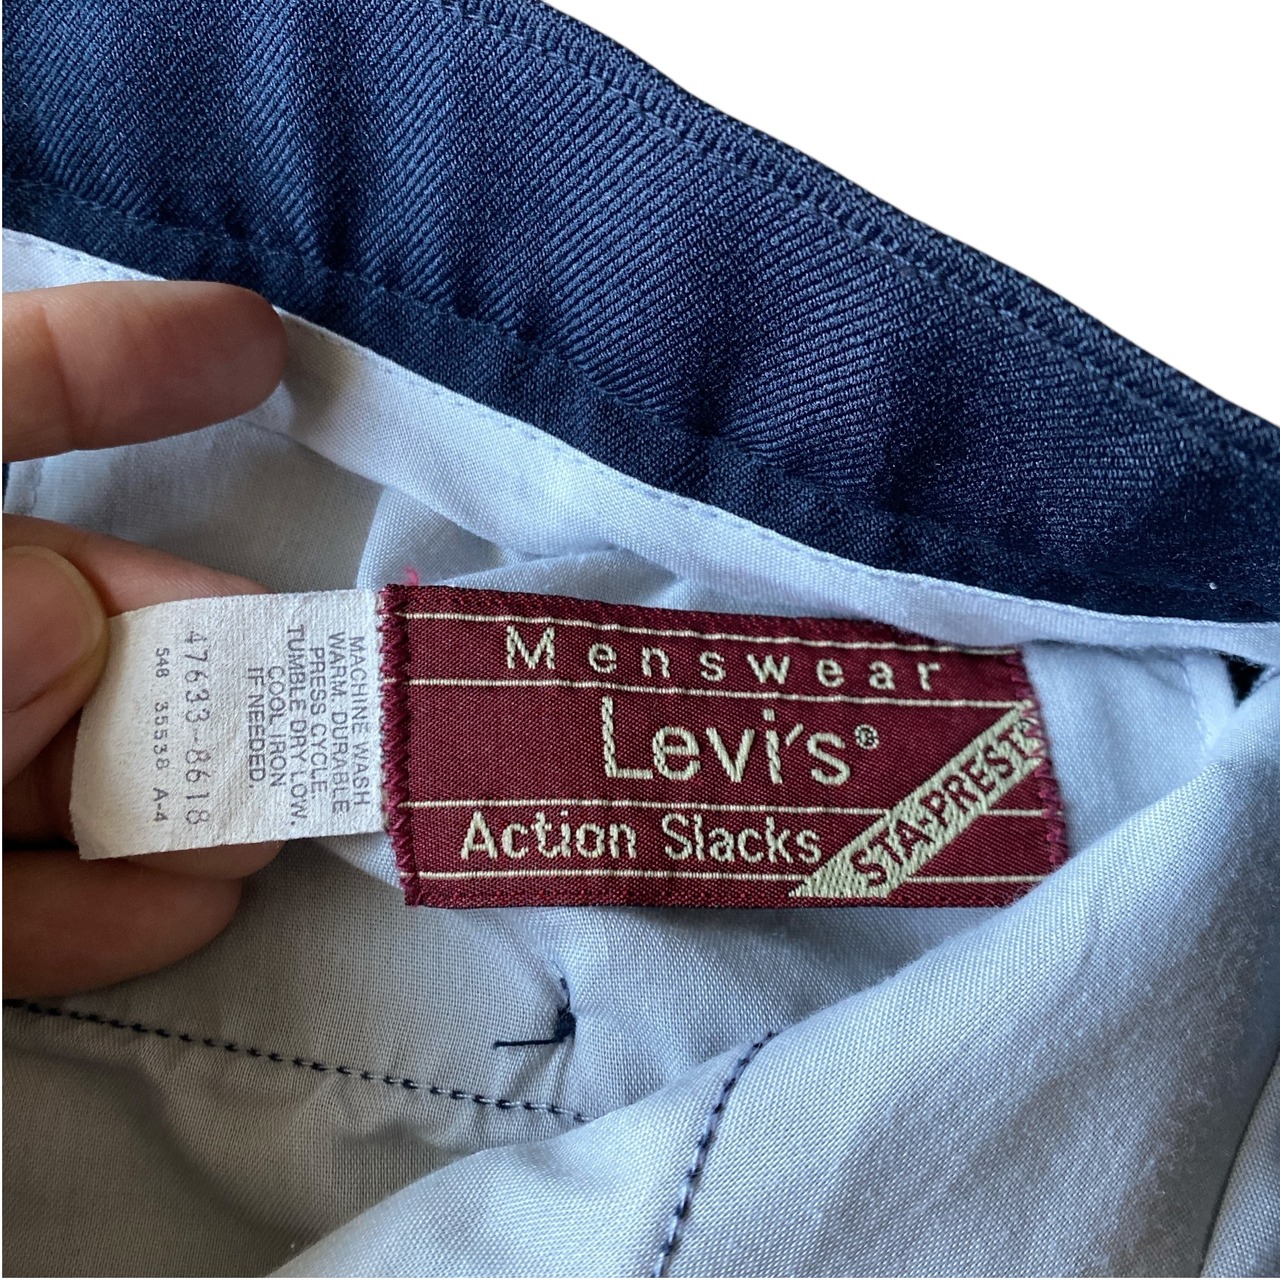 Menswear
Levi's®
Action Slacks
STA-PREST
MACHINE WASH
WARM, DURABLE
PRESS CYCLE,
TUMBLE DRY LOW.
COOL IRON
IF NEEDED.
47633-8618
548 35538 A-4